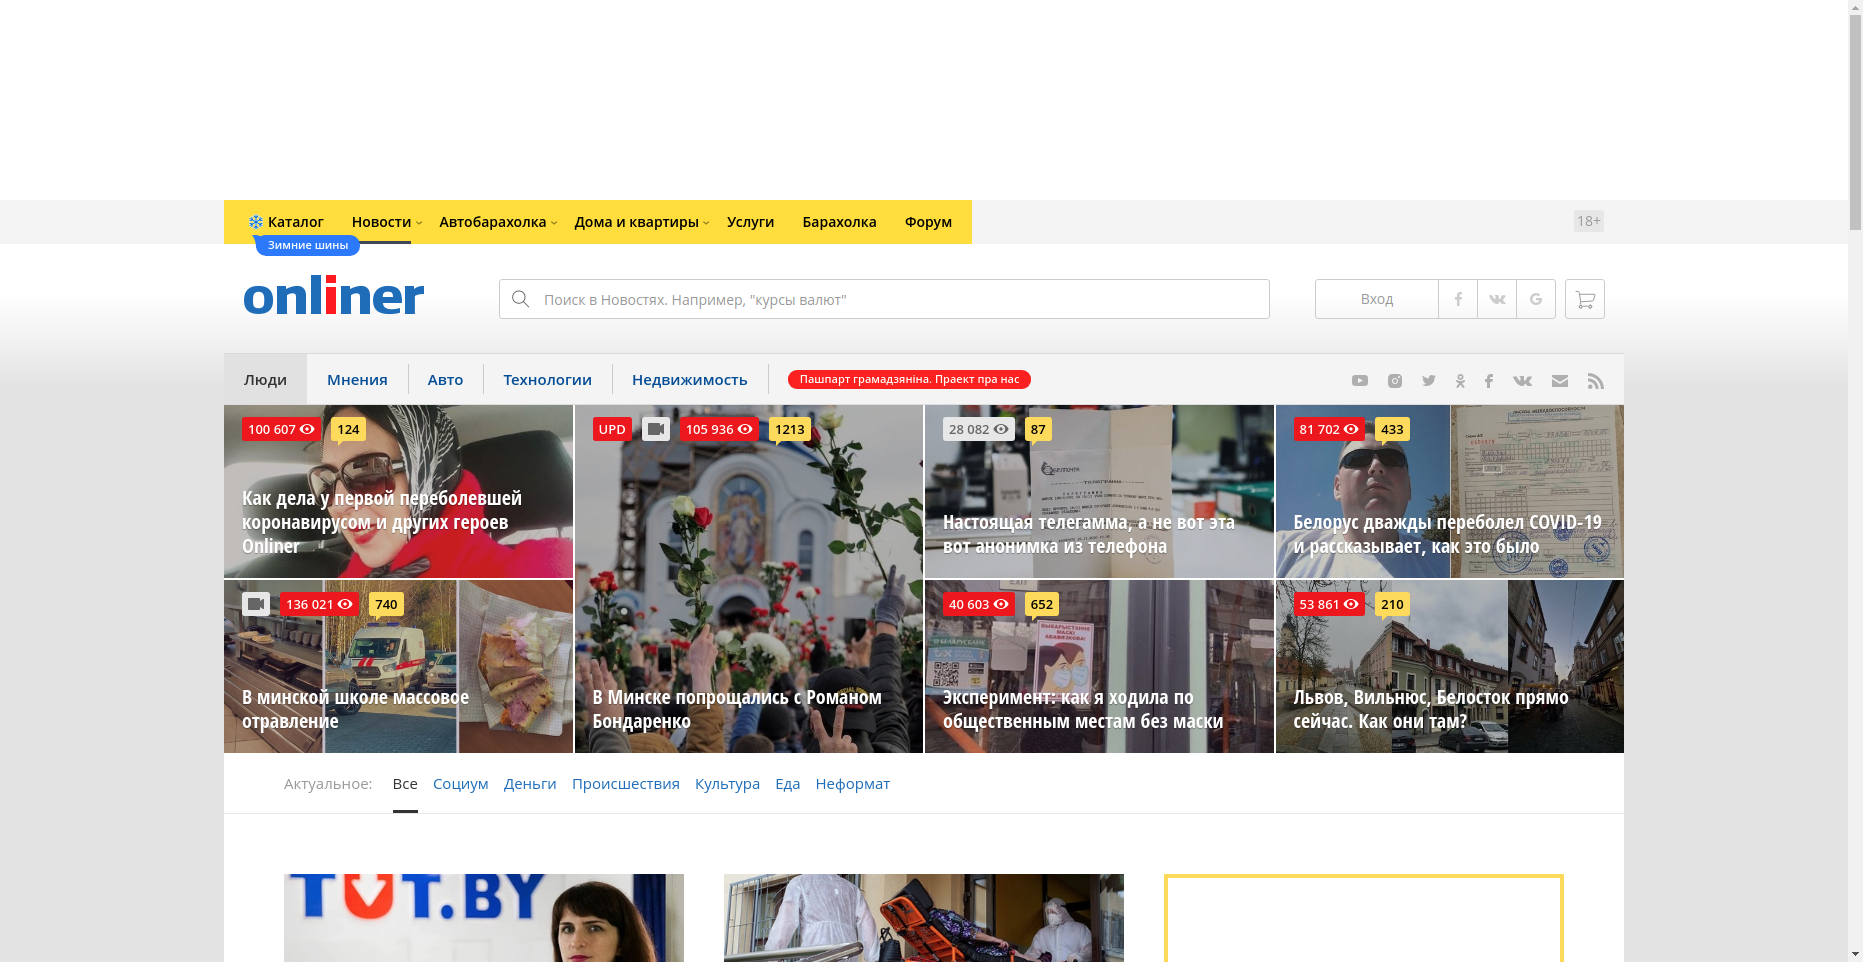 Каталог Новости Автобарахолка Дома и квартиры Услуги Барахолка Форум 18+
Зимние шины
onliner
Поиск в Новостях. Например, "курсы валют"
Вход
Люди Мнения Авто Технологии Недвижимость Пашпарт грамадзяніна. Праект пра нас
100 607 124
Как дела у первой переболевшей
коронавирусом и других героев
Onliner
UPD 105 936 1213
В Минске попрощались с Романом
Бондаренко
28 082 87
БЕЛПОЧТА
Настоящая телегамма, а не вот эта
вот анонимка из телефона
81 702 433
Белорус дважды переболел COVID-19
и рассказывает, как это было
136 021 740
В минской школе массовое
отравление
40 603 652
Эксперимент: как я ходила по
общественным местам без маски
53 861 210
Львов, Вильнюс, Белосток прямо
сейчас. Как они там?
Актуальное: Все Социум Деньги Происшествия Культура Еда Неформат
TUT.BY